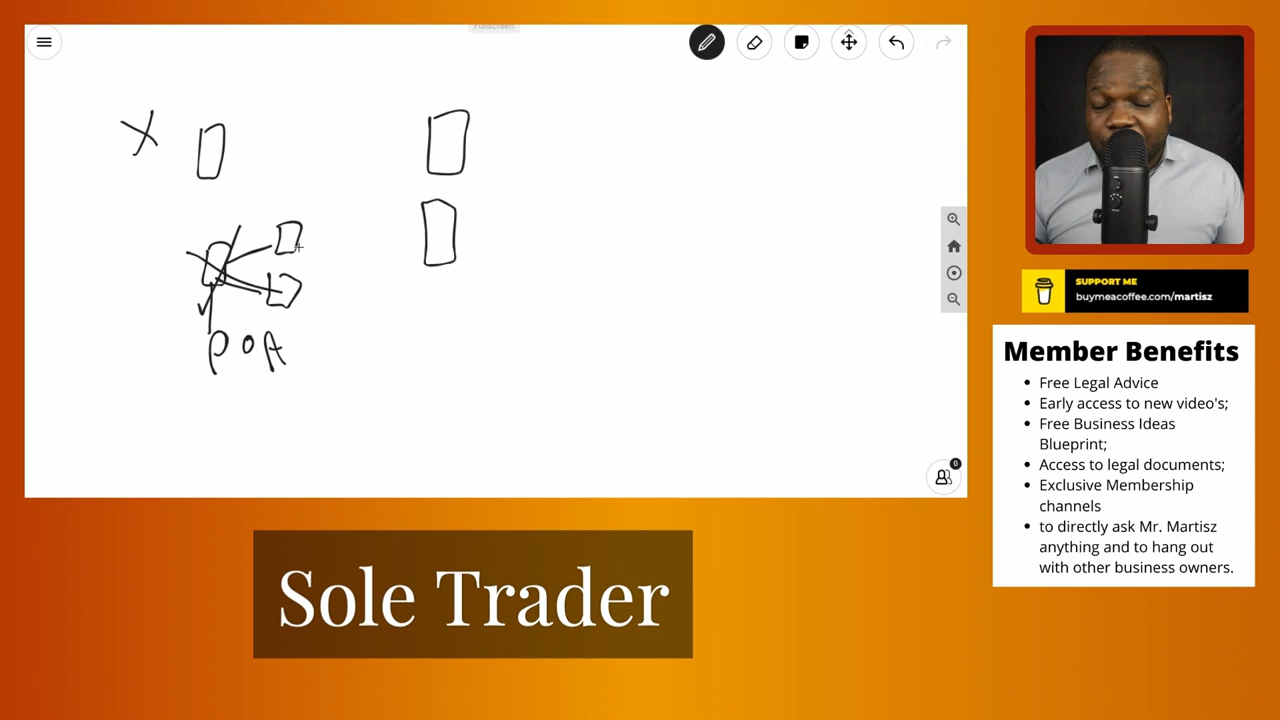 Fullscreen
X
POA
0
SUPPORT ME
buymeacoffee.com/martisz
Member Benefits
• Free Legal Advice
• Early access to new video's;
• Free Business Ideas
Blueprint;
• Access to legal documents;
• Exclusive Membership
channels
• to directly ask Mr. Martisz
anything and to hang out
with other business owners.
Sole Trader